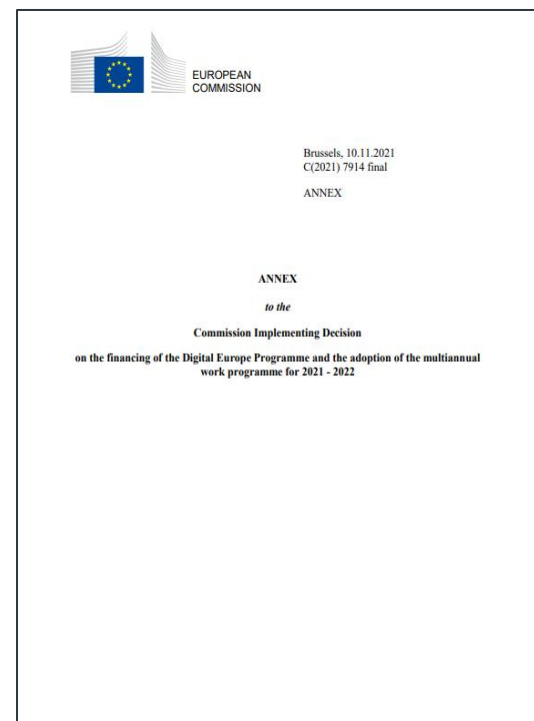 EUROPEAN
COMMISSION
Brussels, 10.11.2021
C(2021) 7914 final
ANNEX
ANNEX
to the
Commission Implementing Decision
on the financing of the Digital Europe Programme and the adoption of the multiannual
work programme for 2021 - 2022